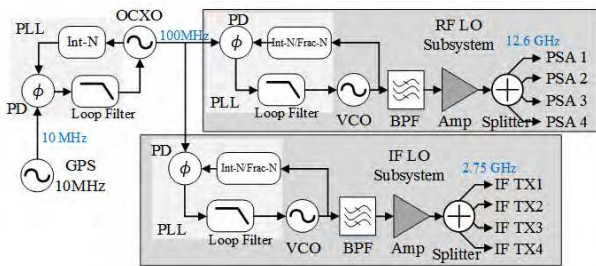 OCXO
PLL
Int-N
100MHz
PD
ϕ
Loop Filter
PD
10 MHz
GPS
10MHz
PD
ϕ
Int-N/Frac-N
RF LO
Subsystem
12.6 GHz
PSA 1
PSA 2
PSA 3
PSA 4
PLL
Loop Filter
VCO
BPF
Amp
Splitter
PD
ϕ
Int-N/Frac-N
IF LO
Subsystem
2.75 GHz
IF TX1
IF TX2
IF TX3
IF TX4
PLL
Loop Filter
VCO
BPF
Amp
Splitter